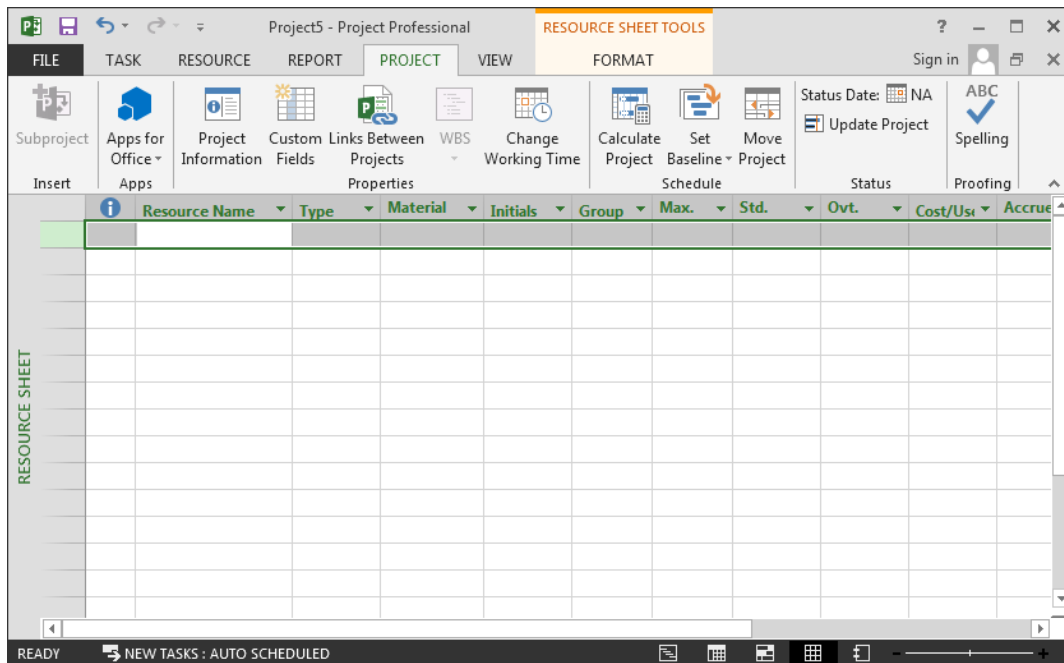 Project5 - Project Professional
RESOURCE SHEET TOOLS
?
FILE TASK RESOURCE REPORT PROJECT VIEW FORMAT Sign in
Subproject
Apps for Office
Project Information
Custom Fields
Links Between Projects
WBS
Change Working Time
Calculate Project
Set Baseline
Move Project
Status Date: NA
Update Project
ABC
Spelling
Insert Apps Properties Schedule Status Proofing
Resource Name Type Material Initials Group Max. Std. Ovt. Cost/Use Accrue
RESOURCE SHEET
READY NEW TASKS : AUTO SCHEDULED